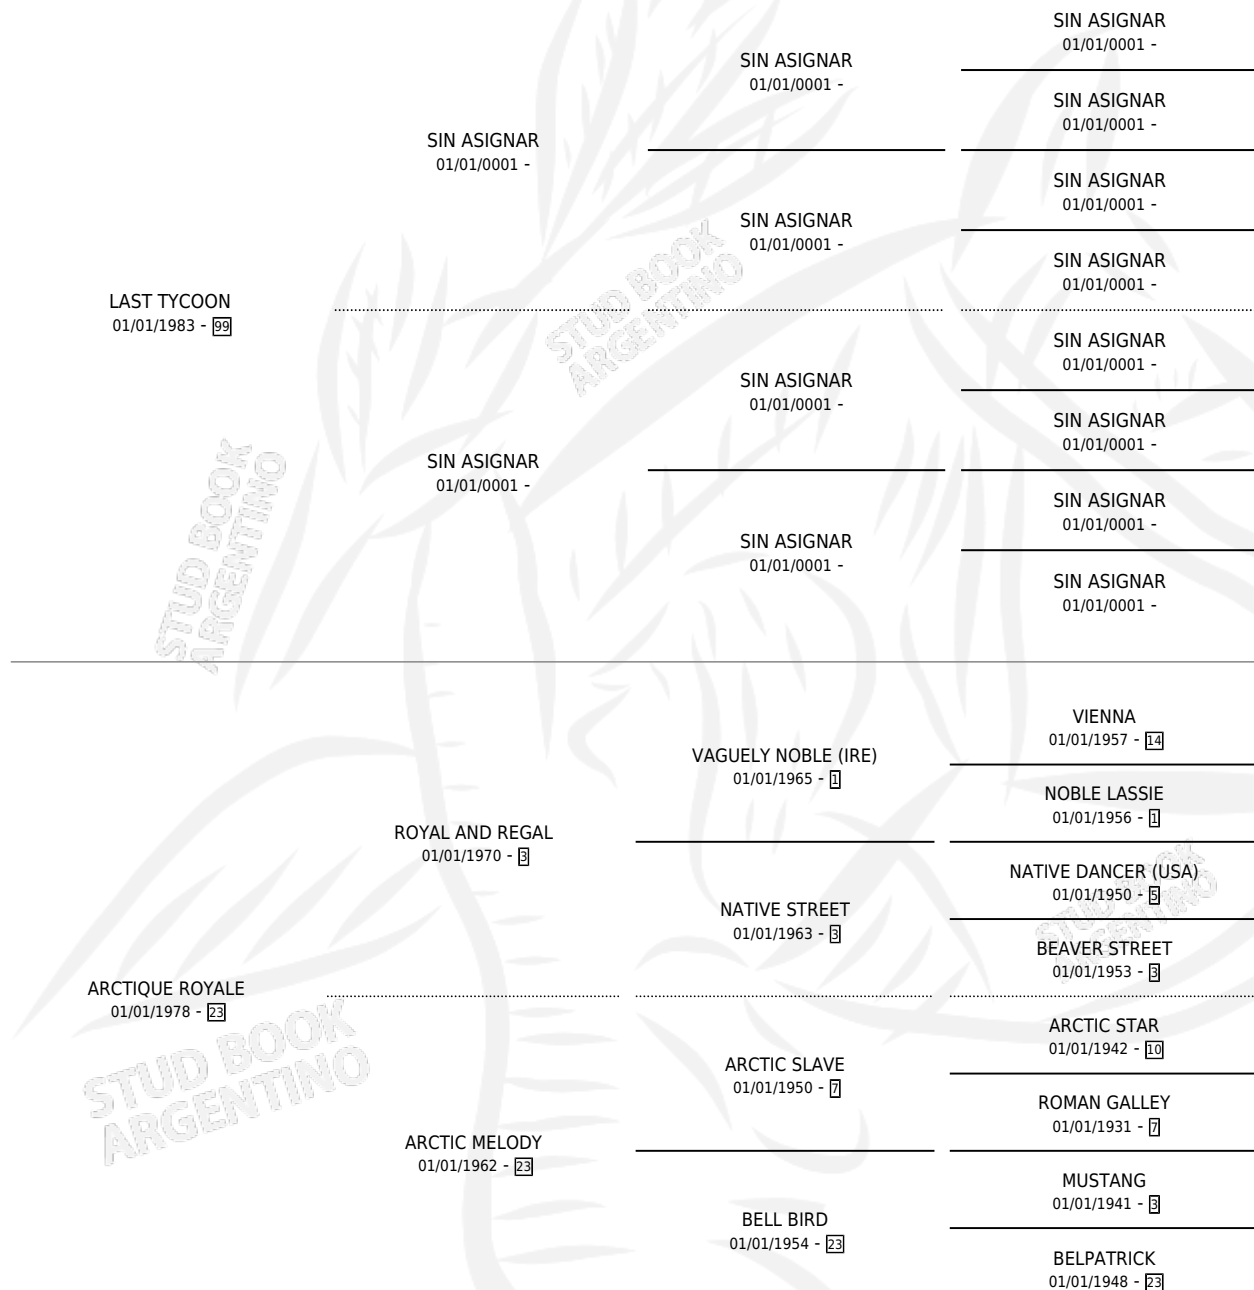 SIN ASIGNAR
01/01/0001 -
SIN ASIGNAR
01/01/0001 -
SIN ASIGNAR
01/01/0001 -
SIN ASIGNAR
01/01/0001 -
SIN ASIGNAR
01/01/0001 -
SIN ASIGNAR
01/01/0001 -
SIN ASIGNAR
01/01/0001 -
LAST TYCOON
01/01/1983 - 99
SIN ASIGNAR
01/01/0001 -
SIN ASIGNAR
01/01/0001 -
SIN ASIGNAR
01/01/0001 -
SIN ASIGNAR
01/01/0001 -
SIN ASIGNAR
01/01/0001 -
SIN ASIGNAR
01/01/0001 -
SIN ASIGNAR
01/01/0001 -
STUD BOOK
ARGENTINO
STUD BOOK
ARGENTINO
VIENNA
01/01/1957 - 14
VAGUELY NOBLE (IRE)
01/01/1965 - 1
NOBLE LASSIE
01/01/1956 - 1
ROYAL AND REGAL
01/01/1970 - 3
NATIVE DANCER (USA)
01/01/1950 - 5
NATIVE STREET
01/01/1963 - 3
BEAVER STREET
01/01/1953 - 3
STUD BOOK
ARGENTINO
ARCTIQUE ROYALE
01/01/1978 - 23
ARCTIC STAR
01/01/1942 - 10
ARCTIC SLAVE
01/01/1950 - 7
ROMAN GALLEY
01/01/1931 - 7
ARCTIC MELODY
01/01/1962 - 23
MUSTANG
01/01/1941 - 3
BELL BIRD
01/01/1954 - 23
BELPATRICK
01/01/1948 - 23
STUD BOOK
ARGENTINO